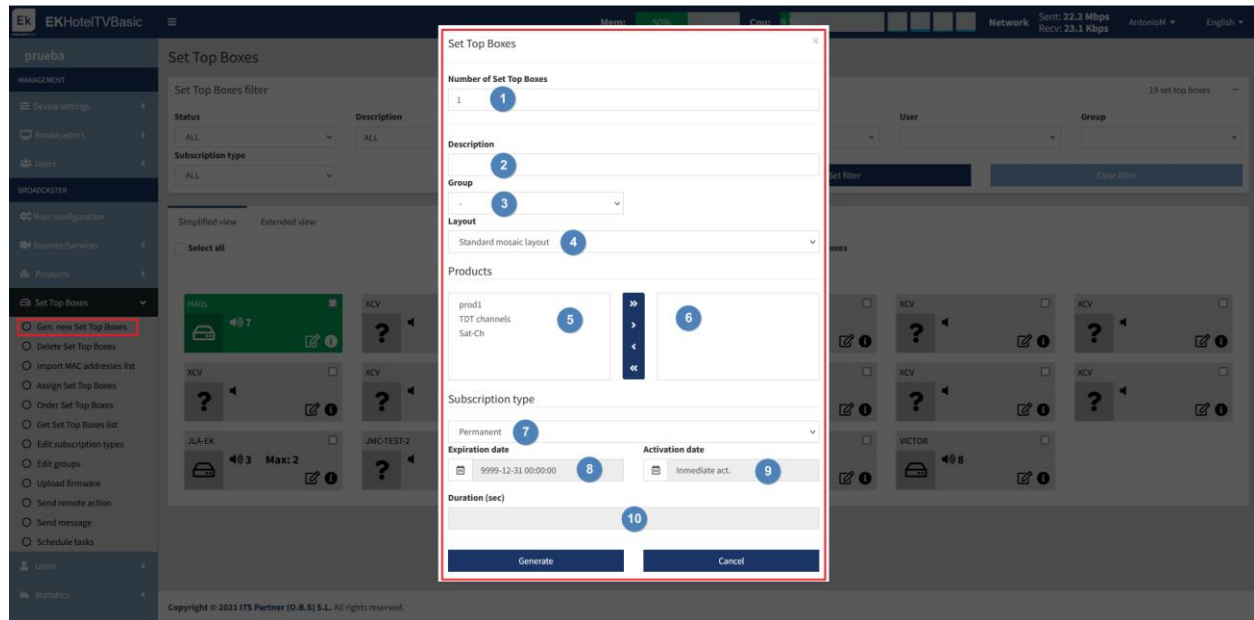 Ek EKHotelTVBasic
Mem: 50% Cpu:
Network Sent: 22.2 Mbps
Recv: 23.1 Kbps
AntonioM English
prueba
MANAGEMENT
Device settings
Broadcasters
Users
BROADCASTER
Main configuration
Sources/Services
Products
Set Top Boxes
Gen. new Set Top Boxes
Delete Set Top Boxes
Import MAC addresses list
Assign Set Top Boxes
Order Set Top Boxes
Get Set Top Boxes list
Edit subscription types
Edit groups
Upload firmware
Send remote action
Send message
Schedule tasks
Users
Statistics
Set Top Boxes
Set Top Boxes filter
19 set top boxes
Status Description User Group
ALL ALL
Subscription type
ALL
Set filter Clear filter
Simplified view Extended view
Select all
oxes
H405 XCV XCV XCV
7
XCV XCV XCV XCV
JLA-EK JMC-TEST-2 VICTOR
3 Max: 2 8
Set Top Boxes ×
Number of Set Top Boxes
1 1
Description
2
Group
- 3
Layout
Standard mosaic layout 4
Products
prod1
TDT channels 5 6
Sat-Ch
Subscription type
Permanent 7
Expiration date Activation date
9999-12-31 00:00:00 8 Inmediate act. 9
Duration (sec)
10
Generate Cancel
Copyright © 2021 ITS Partner (O.B.S) S.L. All rights reserved.